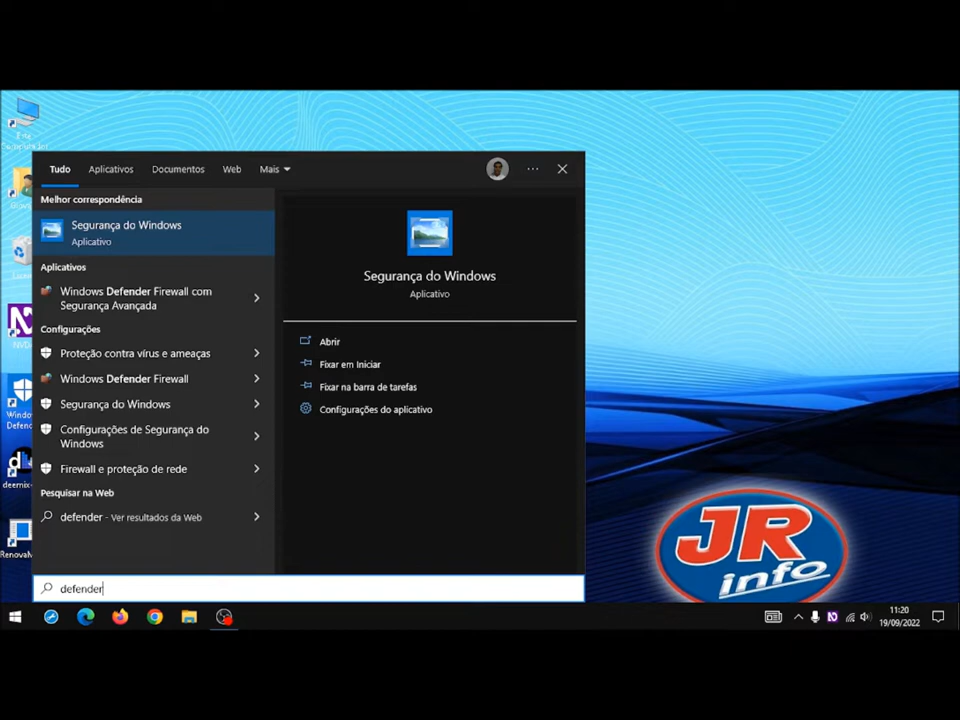 Tudo Aplicativos Documentos Web Mais
Melhor correspondência
Segurança do Windows
Aplicativo
Aplicativos
Windows Defender Firewall com
Segurança Avançada
Configurações
Proteção contra vírus e ameaças
Windows Defender Firewall
Segurança do Windows
Configurações de Segurança do
Windows
Firewall e proteção de rede
Pesquisar na Web
defender - Ver resultados da Web
defender
Segurança do Windows
Aplicativo
Abrir
Fixar em Iniciar
Fixar na barra de tarefas
Configurações do aplicativo
JR
info
11:20
19/09/2022